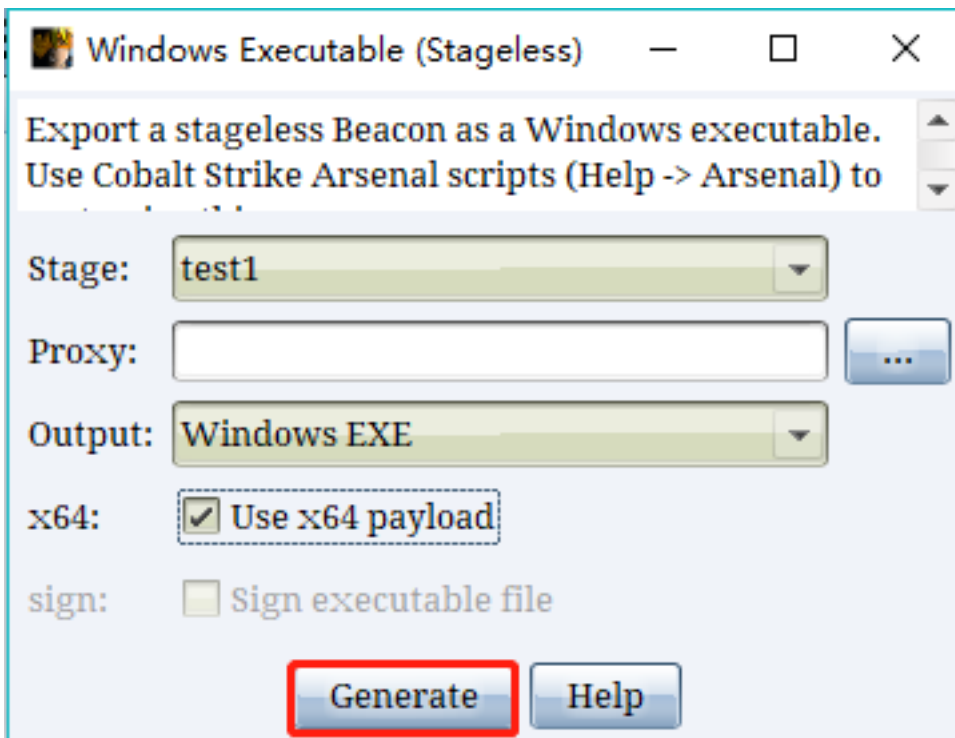 Windows Executable (Stageless)
Export a stageless Beacon as a Windows executable.
Use Cobalt Strike Arsenal scripts (Help -> Arsenal) to
Stage: test1
Proxy: ...
Output: Windows EXE
x64: Use x64 payload
sign: Sign executable file
Generate Help